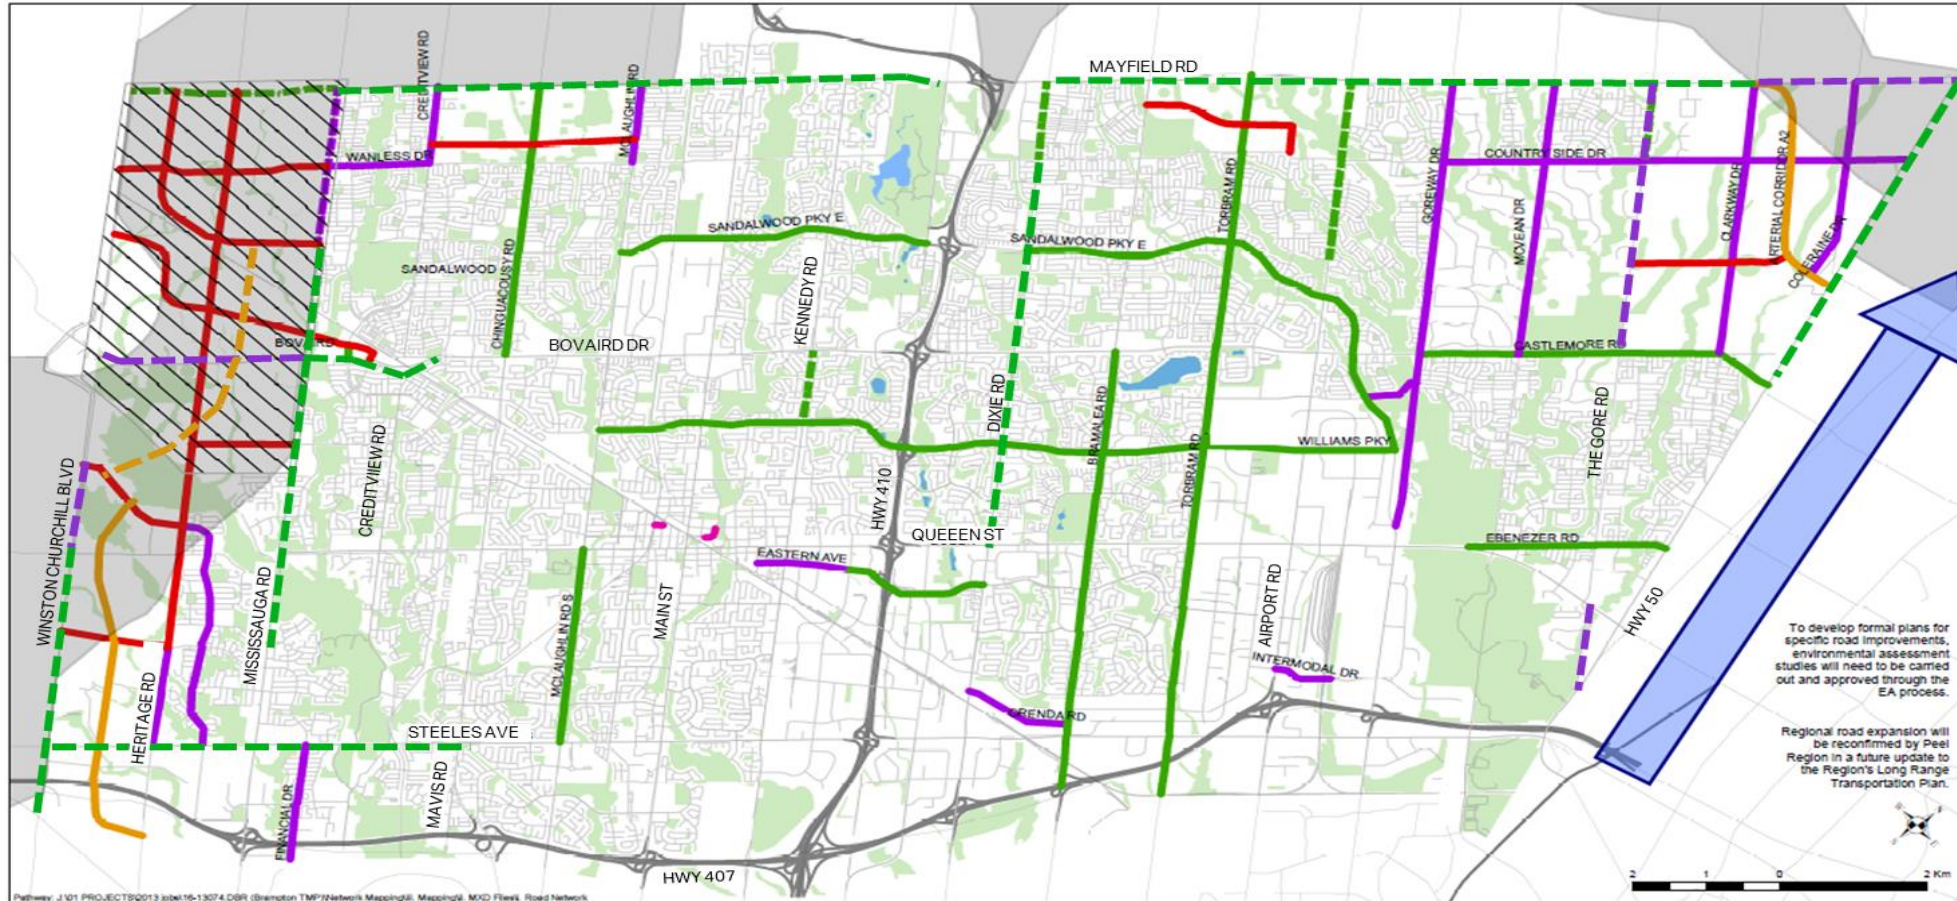 MAYFIELD RD
CREDITVIEW RD
MCLAUGHLIN RD
WANLESS DR
COUNTRY SIDE DR
GOREWAY DR
MCVEAN DR
CLARKWAY DR
ARTERIAL CORRIDOR A2
COLERAINE DR
TORBRAM RD
SANDALWOOD PKY E
SANDALWOOD PKY E
SANDALWOOD
CHINGUACOUSY RD
KENNEDY RD
BOVAIRD DR
BOVAIRD
CASTLEMORE RD
DIXIE RD
BRAMALEA RD
THE GORE RD
WILLIAMS PKY
CREDITVIEW RD
WINSTON CHURCHILL BLVD
HWY 410
TORBRAM RD
QUEEEN ST
EBENEZER RD
EASTERN AVE
MISSISSAUGA RD
MAIN ST
MCLAUGHLIN RD S
AIRPORT RD
HWY 50
INTERMODAL DR
HERITAGE RD
ORENDA RD
STEELES AVE
MAVIS RD
FINANCIAL DR
HWY 407
To develop formal plans for
specific road improvements,
environmental assessment
studies will need to be carried
out and approved through the
EA process.
Regional road expansion will
be reconfirmed by Peel
Region in a future update to
the Region's Long Range
Transportation Plan.
2 1 0 2 Km